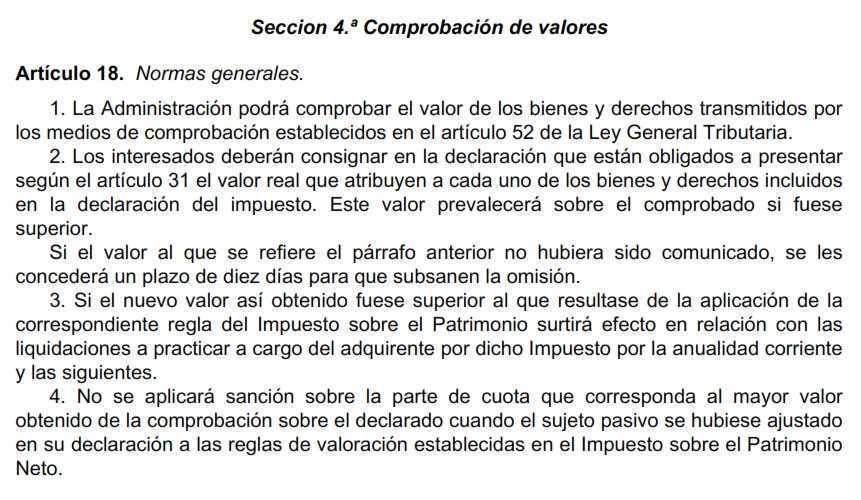 Seccion 4.ª Comprobación de valores
Artículo 18. Normas generales.
1. La Administración podrá comprobar el valor de los bienes y derechos transmitidos por
los medios de comprobación establecidos en el artículo 52 de la Ley General Tributaria.
2. Los interesados deberán consignar en la declaración que están obligados a presentar
según el artículo 31 el valor real que atribuyen a cada uno de los bienes y derechos incluidos
en la declaración del impuesto. Este valor prevalecerá sobre el comprobado si fuese
superior.
Si el valor al que se refiere el párrafo anterior no hubiera sido comunicado, se les
concederá un plazo de diez días para que subsanen la omisión.
3. Si el nuevo valor así obtenido fuese superior al que resultase de la aplicación de la
correspondiente regla del Impuesto sobre el Patrimonio surtirá efecto en relación con las
liquidaciones a practicar a cargo del adquirente por dicho Impuesto por la anualidad corriente
y las siguientes.
4. No se aplicará sanción sobre la parte de cuota que corresponda al mayor valor
obtenido de la comprobación sobre el declarado cuando el sujeto pasivo se hubiese ajustado
en su declaración a las reglas de valoración establecidas en el Impuesto sobre el Patrimonio
Neto.